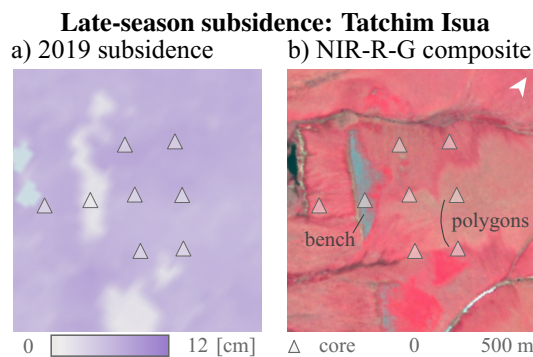 Late-season subsidence: Tatchim Isua
a) 2019 subsidence
b) NIR-R-G composite
bench
polygons
0 12 [cm]
core 0 500 m